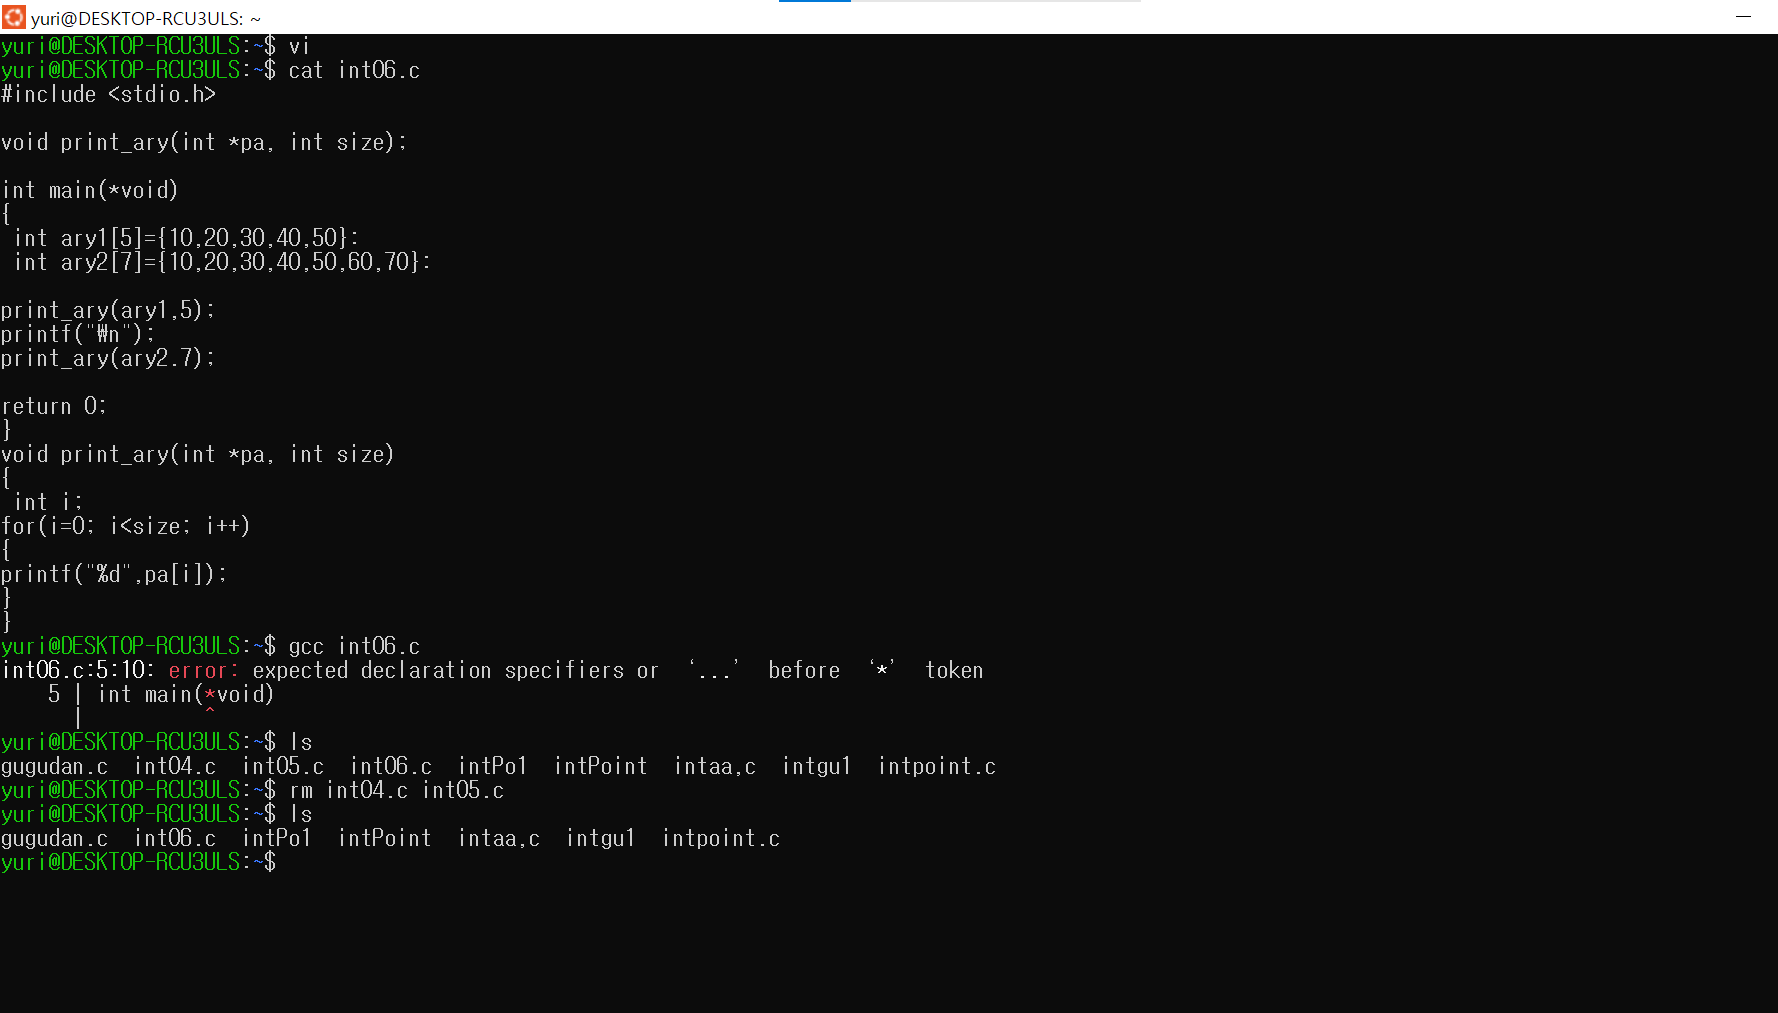 yuri@DESKTOP-RCU3ULS: ~
yuri@DESKTOP-RCU3ULS:~$ vi
yuri@DESKTOP-RCU3ULS:~$ cat int06.c
#include <stdio.h>
void print_ary(int *pa, int size);
int main(*void)
{
 int ary1[5]={10,20,30,40,50}:
 int ary2[7]={10,20,30,40,50,60,70}:
print_ary(ary1,5);
printf("₩n");
print_ary(ary2.7);
return 0;
}
void print_ary(int *pa, int size)
{
 int i;
for(i=0; i<size; i++)
{
printf("%d",pa[i]);
}
}
yuri@DESKTOP-RCU3ULS:~$ gcc int06.c
int06.c:5:10: error: expected declaration specifiers or ‘...’ before ‘*’ token
    5 | int main(*void)
      |          ^
yuri@DESKTOP-RCU3ULS:~$ ls
gugudan.c  int04.c  int05.c  int06.c  intPo1  intPoint  intaa,c  intgu1  intpoint.c
yuri@DESKTOP-RCU3ULS:~$ rm int04.c int05.c
yuri@DESKTOP-RCU3ULS:~$ ls
gugudan.c  int06.c  intPo1  intPoint  intaa,c  intgu1  intpoint.c
yuri@DESKTOP-RCU3ULS:~$